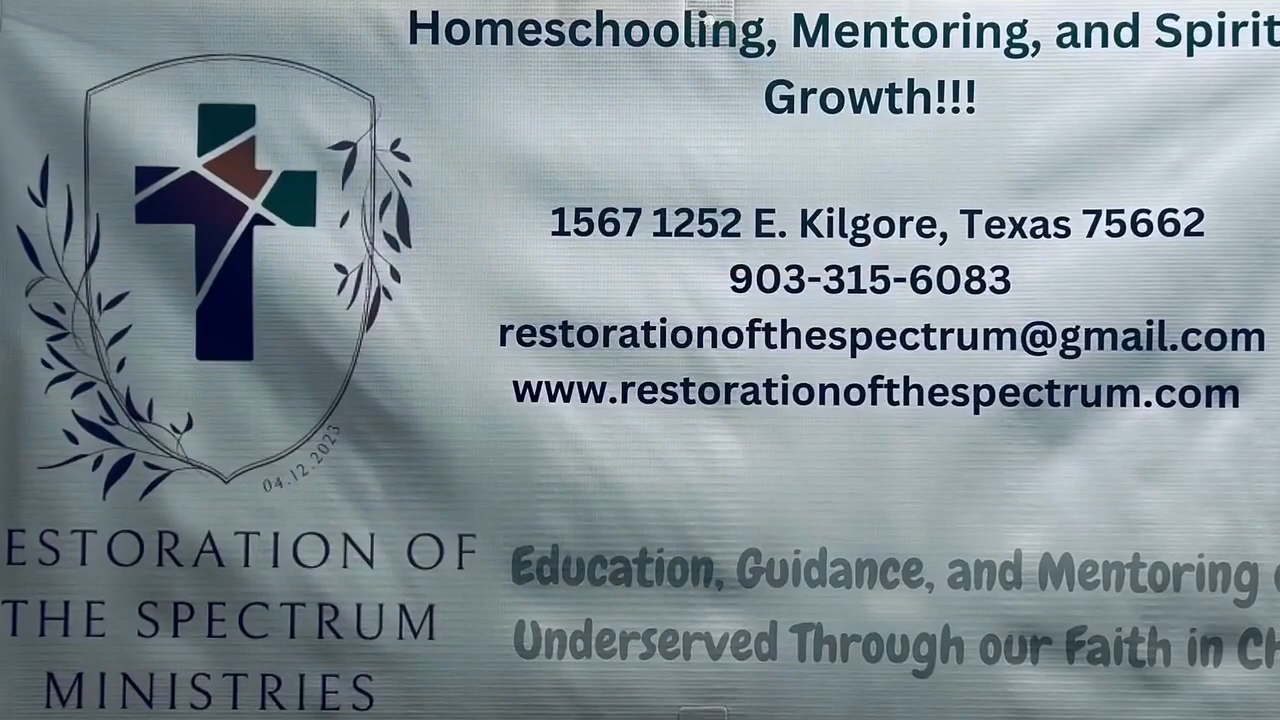 Homeschooling, Mentoring, and Spirit
Growth!!!
1567 1252 E. Kilgore, Texas 75662
903-315-6083
restorationofthespectrum@gmail.com
www.restorationofthespectrum.com
04.12.2023
ESTORATION OF
THE SPECTRUM
MINISTRIES
Education, Guidance, and Mentoring
Underserved Through our Faith in Ch